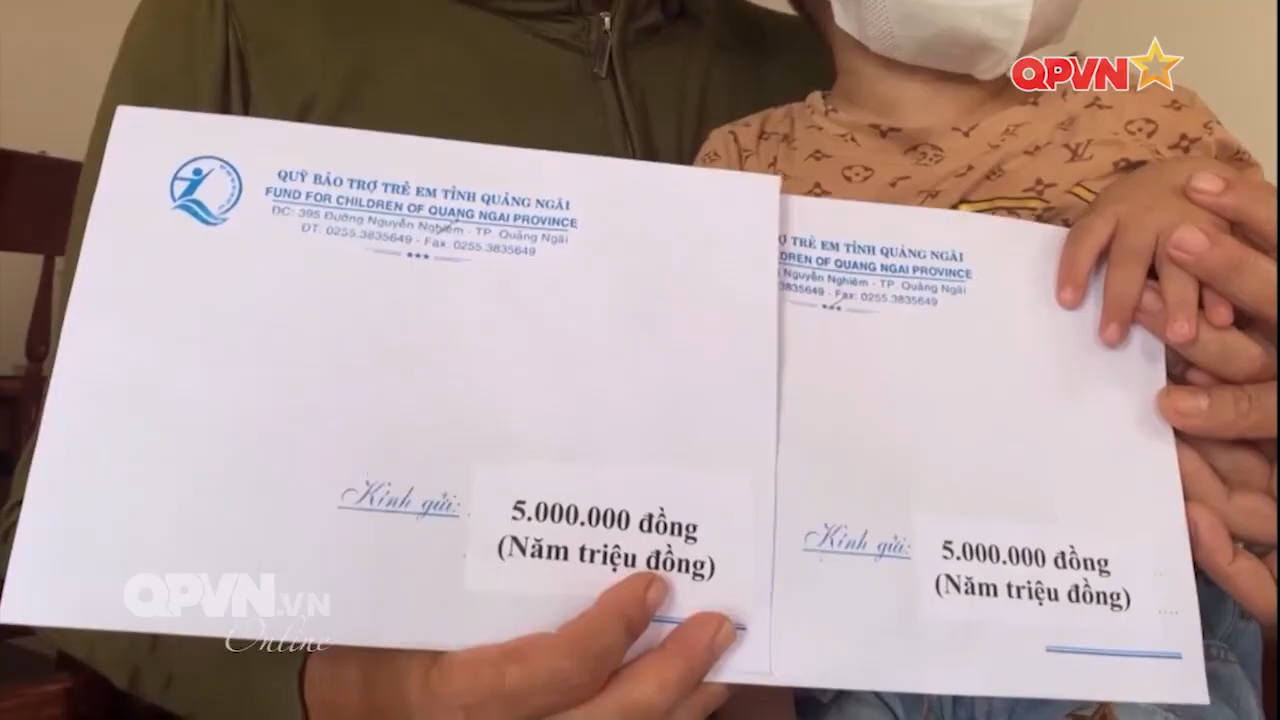 QPVN
QUỸ BẢO TRỢ TRẺ EM TỈNH QUẢNG NGÃI
FUND FOR CHILDREN OF QUANG NGAI PROVINCE
ĐC: 395 Đường Nguyễn Nghiêm - TP. Quảng Ngãi
ĐT. 0255.3835649 - Fax. 0255.3835649
Kính gửi:
5.000.000 đồng
(Năm triệu đồng)
TRẺ EM TỈNH QUẢNG NGÃI
OF QUANG NGAI PROVINCE
Nguyễn Nghiêm - TP. Quảng Ngãi
- Fax: 0255.3835649
Kính gửi:
5.000.000 đồng
(Năm triệu đồng)
QPVN.VN
Online